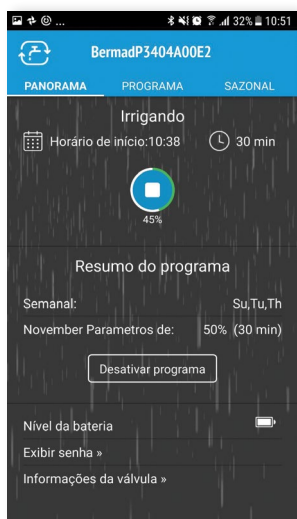 32% 10:51
BermadP3404A00E2
PANORAMA PROGRAMA SAZONAL
Irrigando
Horário de início:10:38 30 min
45%
Resumo do programa
Semanal: Su,Tu,Th
November Parametros de: 50% (30 min)
Desativar programa
Nível da bateria
Exibir senha »
Informações da válvula »